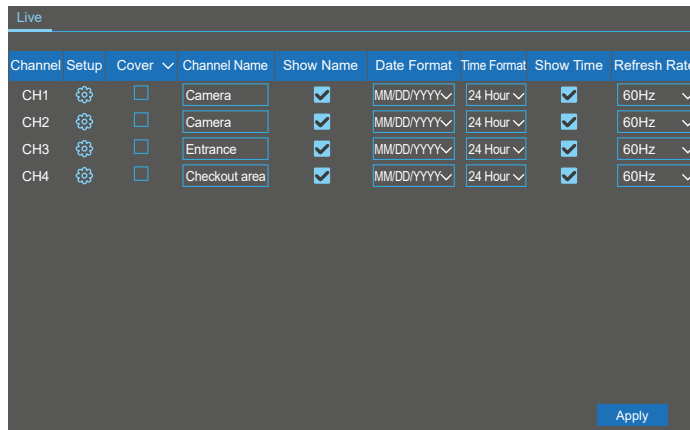 Live
Channel Setup Cover Channel Name Show Name Date Format Time Format Show Time Refresh Rate
CH1 Camera MM/DD/YYYY 24 Hour 60Hz
CH2 Camera MM/DD/YYYY 24 Hour 60Hz
CH3 Entrance MM/DD/YYYY 24 Hour 60Hz
CH4 Checkout area MM/DD/YYYY 24 Hour 60Hz
Apply